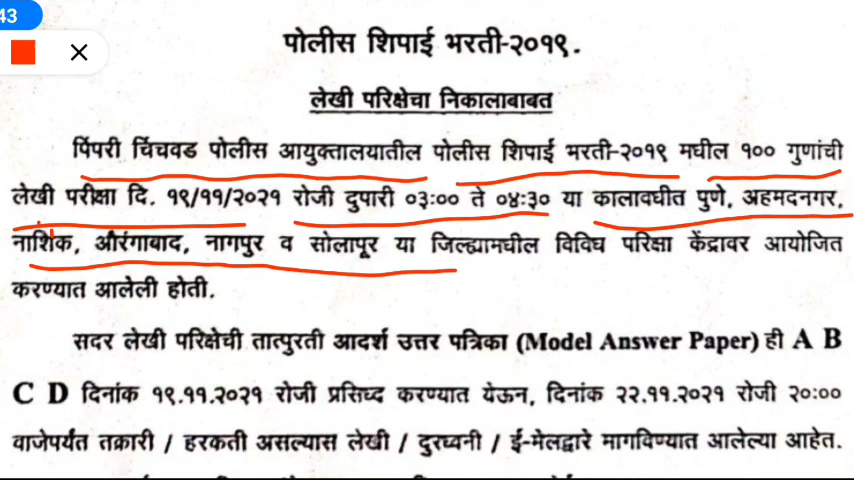 43
पोलीस शिपाई भरती-२०१९.
लेखी परिक्षेचा निकालाबाबत
पिंपरी चिंचवड पोलीस आयुक्तालयातील पोलीस शिपाई भरती-२०१९ मधील १०० गुणांची
लेखी परीक्षा दि. १९/११/२०२१ रोजी दुपारी ०३:०० ते ०४:३० या कालावधीत पुणे, अहमदनगर,
नाशिक, औरंगाबाद, नागपुर व सोलापूर या जिल्ह्यामधील विविध परिक्षा केंद्रावर आयोजित
करण्यात आलेली होती.
सदर लेखी परिक्षेची तात्पुरती आदर्श उत्तर पत्रिका (Model Answer Paper) ही A B
C D दिनांक १९.११.२०२१ रोजी प्रसिध्द करण्यात येऊन, दिनांक २२.११.२०२१ रोजी २०:००
वाजेपर्यंत तक्रारी / हरकती असल्यास लेखी / दुरध्वनी / ई-मेलद्वारे मागविण्यात आलेल्या आहेत.